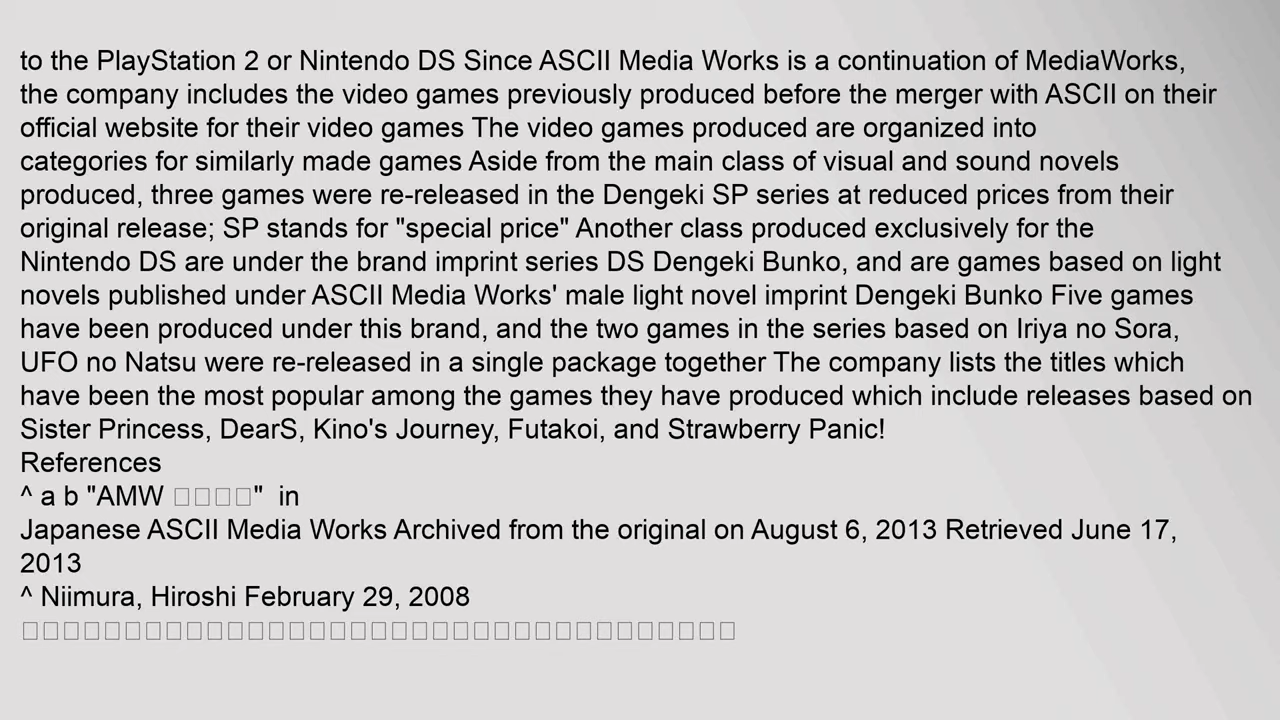 to the PlayStation 2 or Nintendo DS Since ASCII Media Works is a continuation of MediaWorks,
the company includes the video games previously produced before the merger with ASCII on their
official website for their video games The video games produced are organized into
categories for similarly made games Aside from the main class of visual and sound novels
produced, three games were re-released in the Dengeki SP series at reduced prices from their
original release; SP stands for "special price" Another class produced exclusively for the
Nintendo DS are under the brand imprint series DS Dengeki Bunko, and are games based on light
novels published under ASCII Media Works' male light novel imprint Dengeki Bunko Five games
have been produced under this brand, and the two games in the series based on Iriya no Sora,
UFO no Natsu were re-released in a single package together The company lists the titles which
have been the most popular among the games they have produced which include releases based on
Sister Princess, DearS, Kino's Journey, Futakoi, and Strawberry Panic!
References
^ a b "AMW " in
Japanese ASCII Media Works Archived from the original on August 6, 2013 Retrieved June 17,
2013
^ Niimura, Hiroshi February 29, 2008